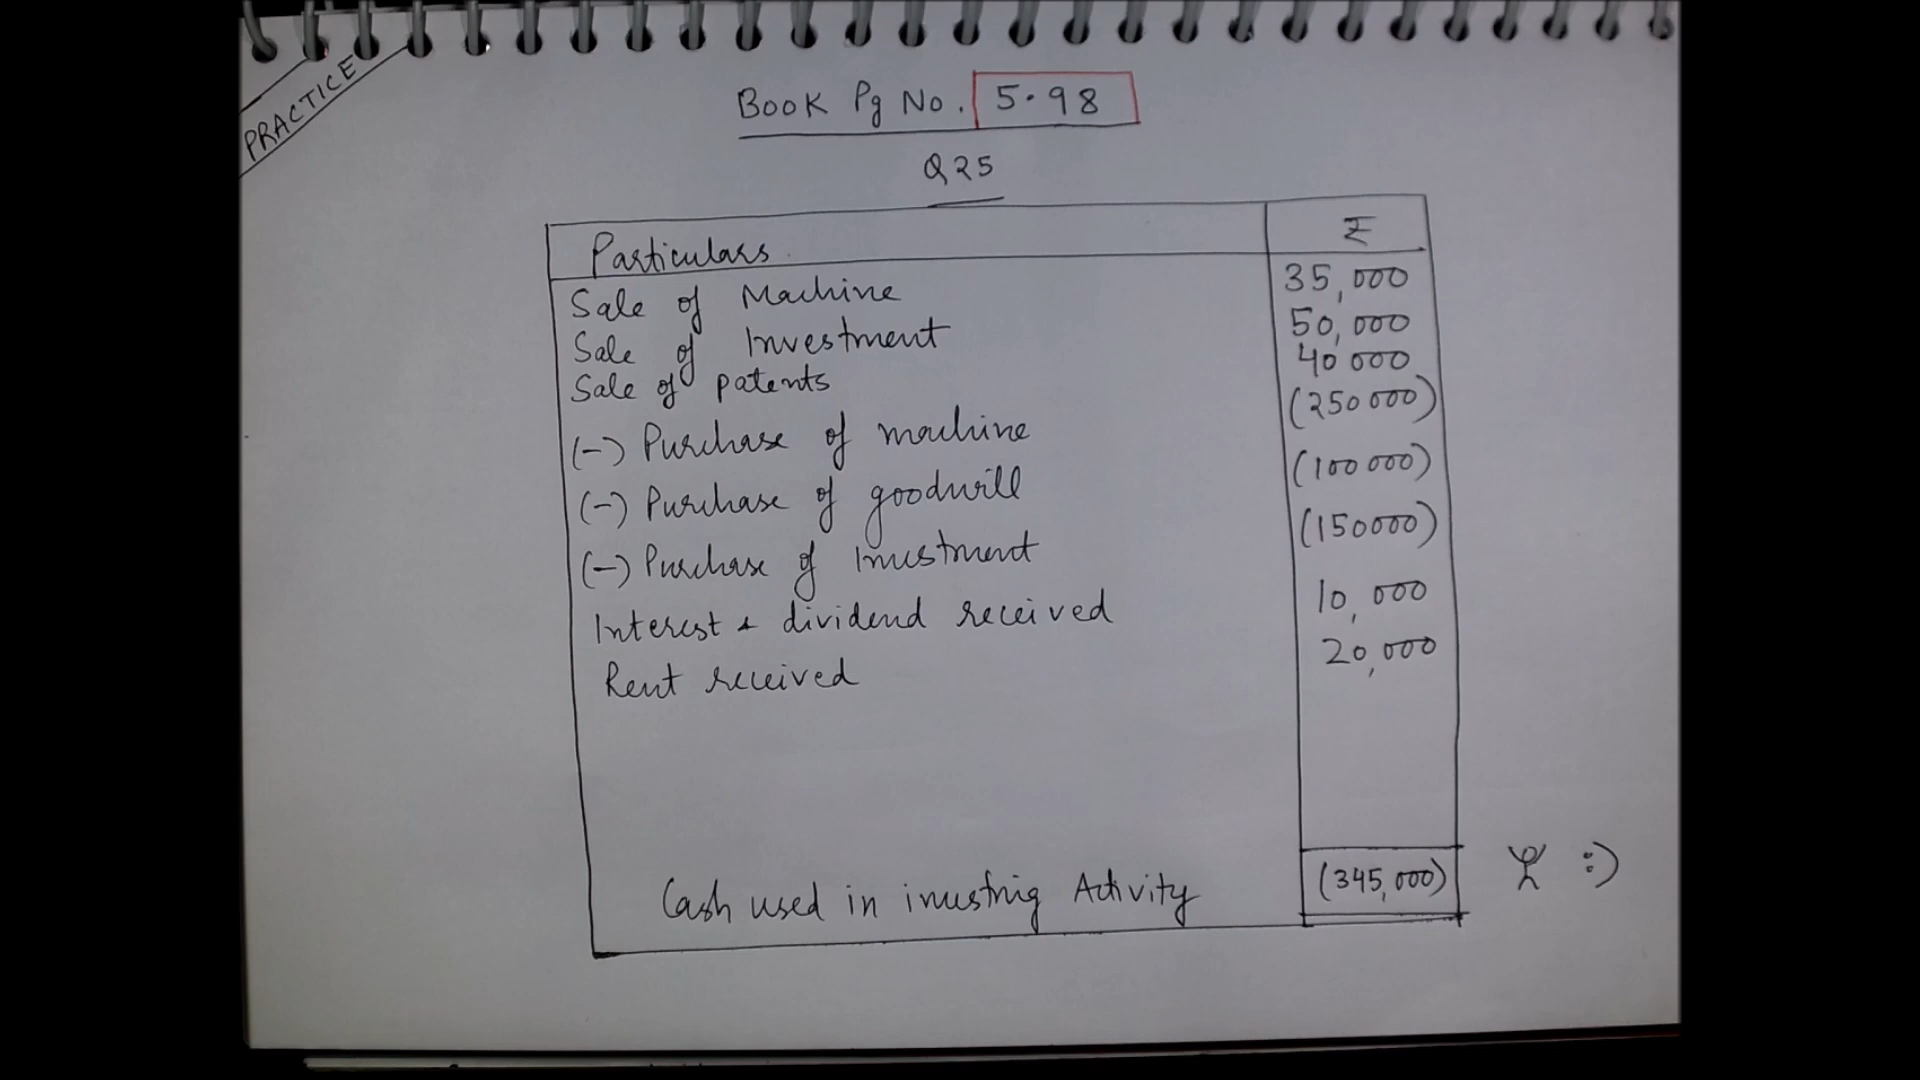 PRACTICE
Book Pg No. 5.98
Q25
Particulars ₹
Sale of Machine 35,000
Sale of Investment 50,000
Sale of patents 40 000
(-) Purchase of machine (250 000)
(-) Purchase of goodwill (100 000)
(-) Purchase of Investment (150000)
Interest & dividend received 10,000
Rent received 20,000
Cash used in investing Activity (345,000) :)